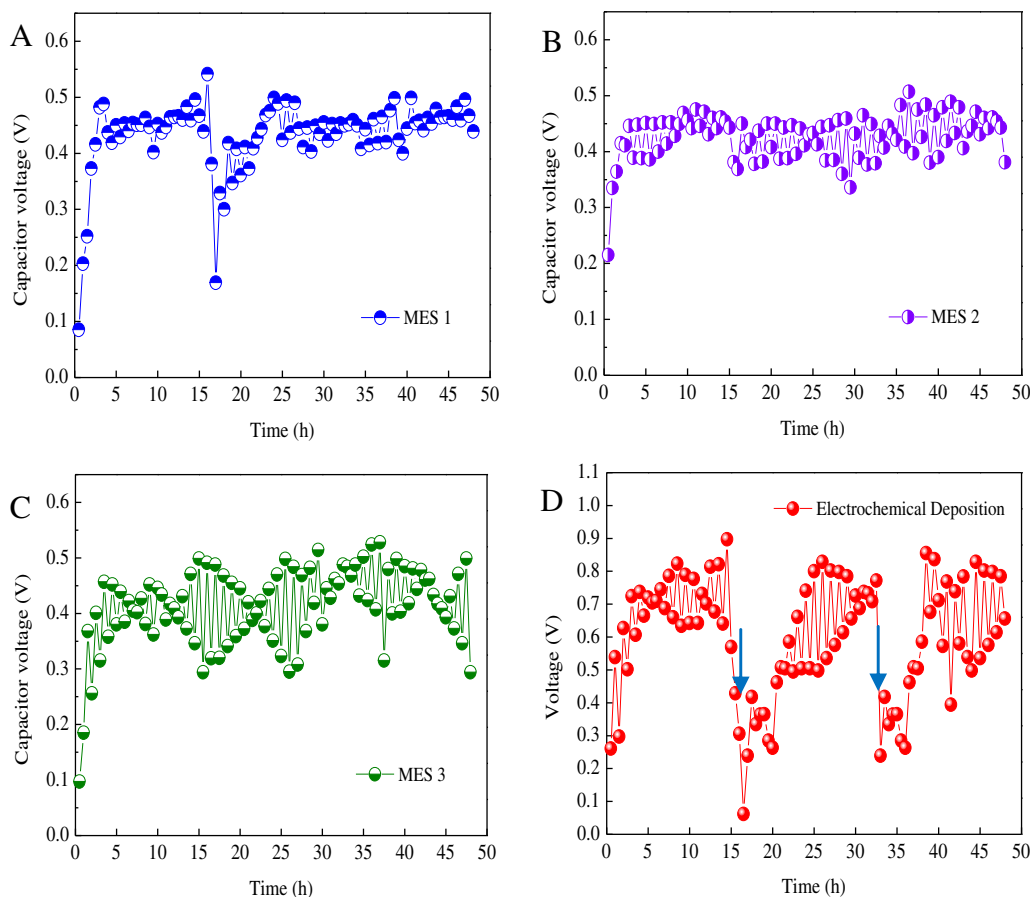 A
Capacitor voltage (V)
0.6
0.5
0.4
0.3
0.2
0.1
0.0
MES 1
0 5 10 15 20 25 30 35 40 45 50
Time (h)
B
Capacitor voltage (V)
0.6
0.5
0.4
0.3
0.2
0.1
0.0
MES 2
0 5 10 15 20 25 30 35 40 45 50
Time (h)
C
Capacitor voltage (V)
0.6
0.5
0.4
0.3
0.2
0.1
0.0
MES 3
0 5 10 15 20 25 30 35 40 45 50
Time (h)
D
Voltage (V)
1.1
1.0
0.9
0.8
0.7
0.6
0.5
0.4
0.3
0.2
0.1
0.0
Electrochemical Deposition
0 5 10 15 20 25 30 35 40 45 50
Time (h)